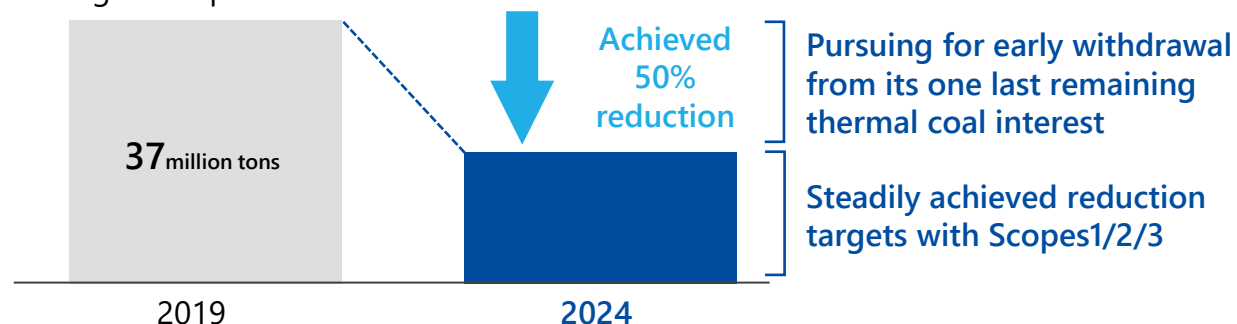 Achieved
50%
reduction
Pursuing for early withdrawal
from its one last remaining
thermal coal interest
37million tons
Steadily achieved reduction
targets with Scopes1/2/3
2019
2024